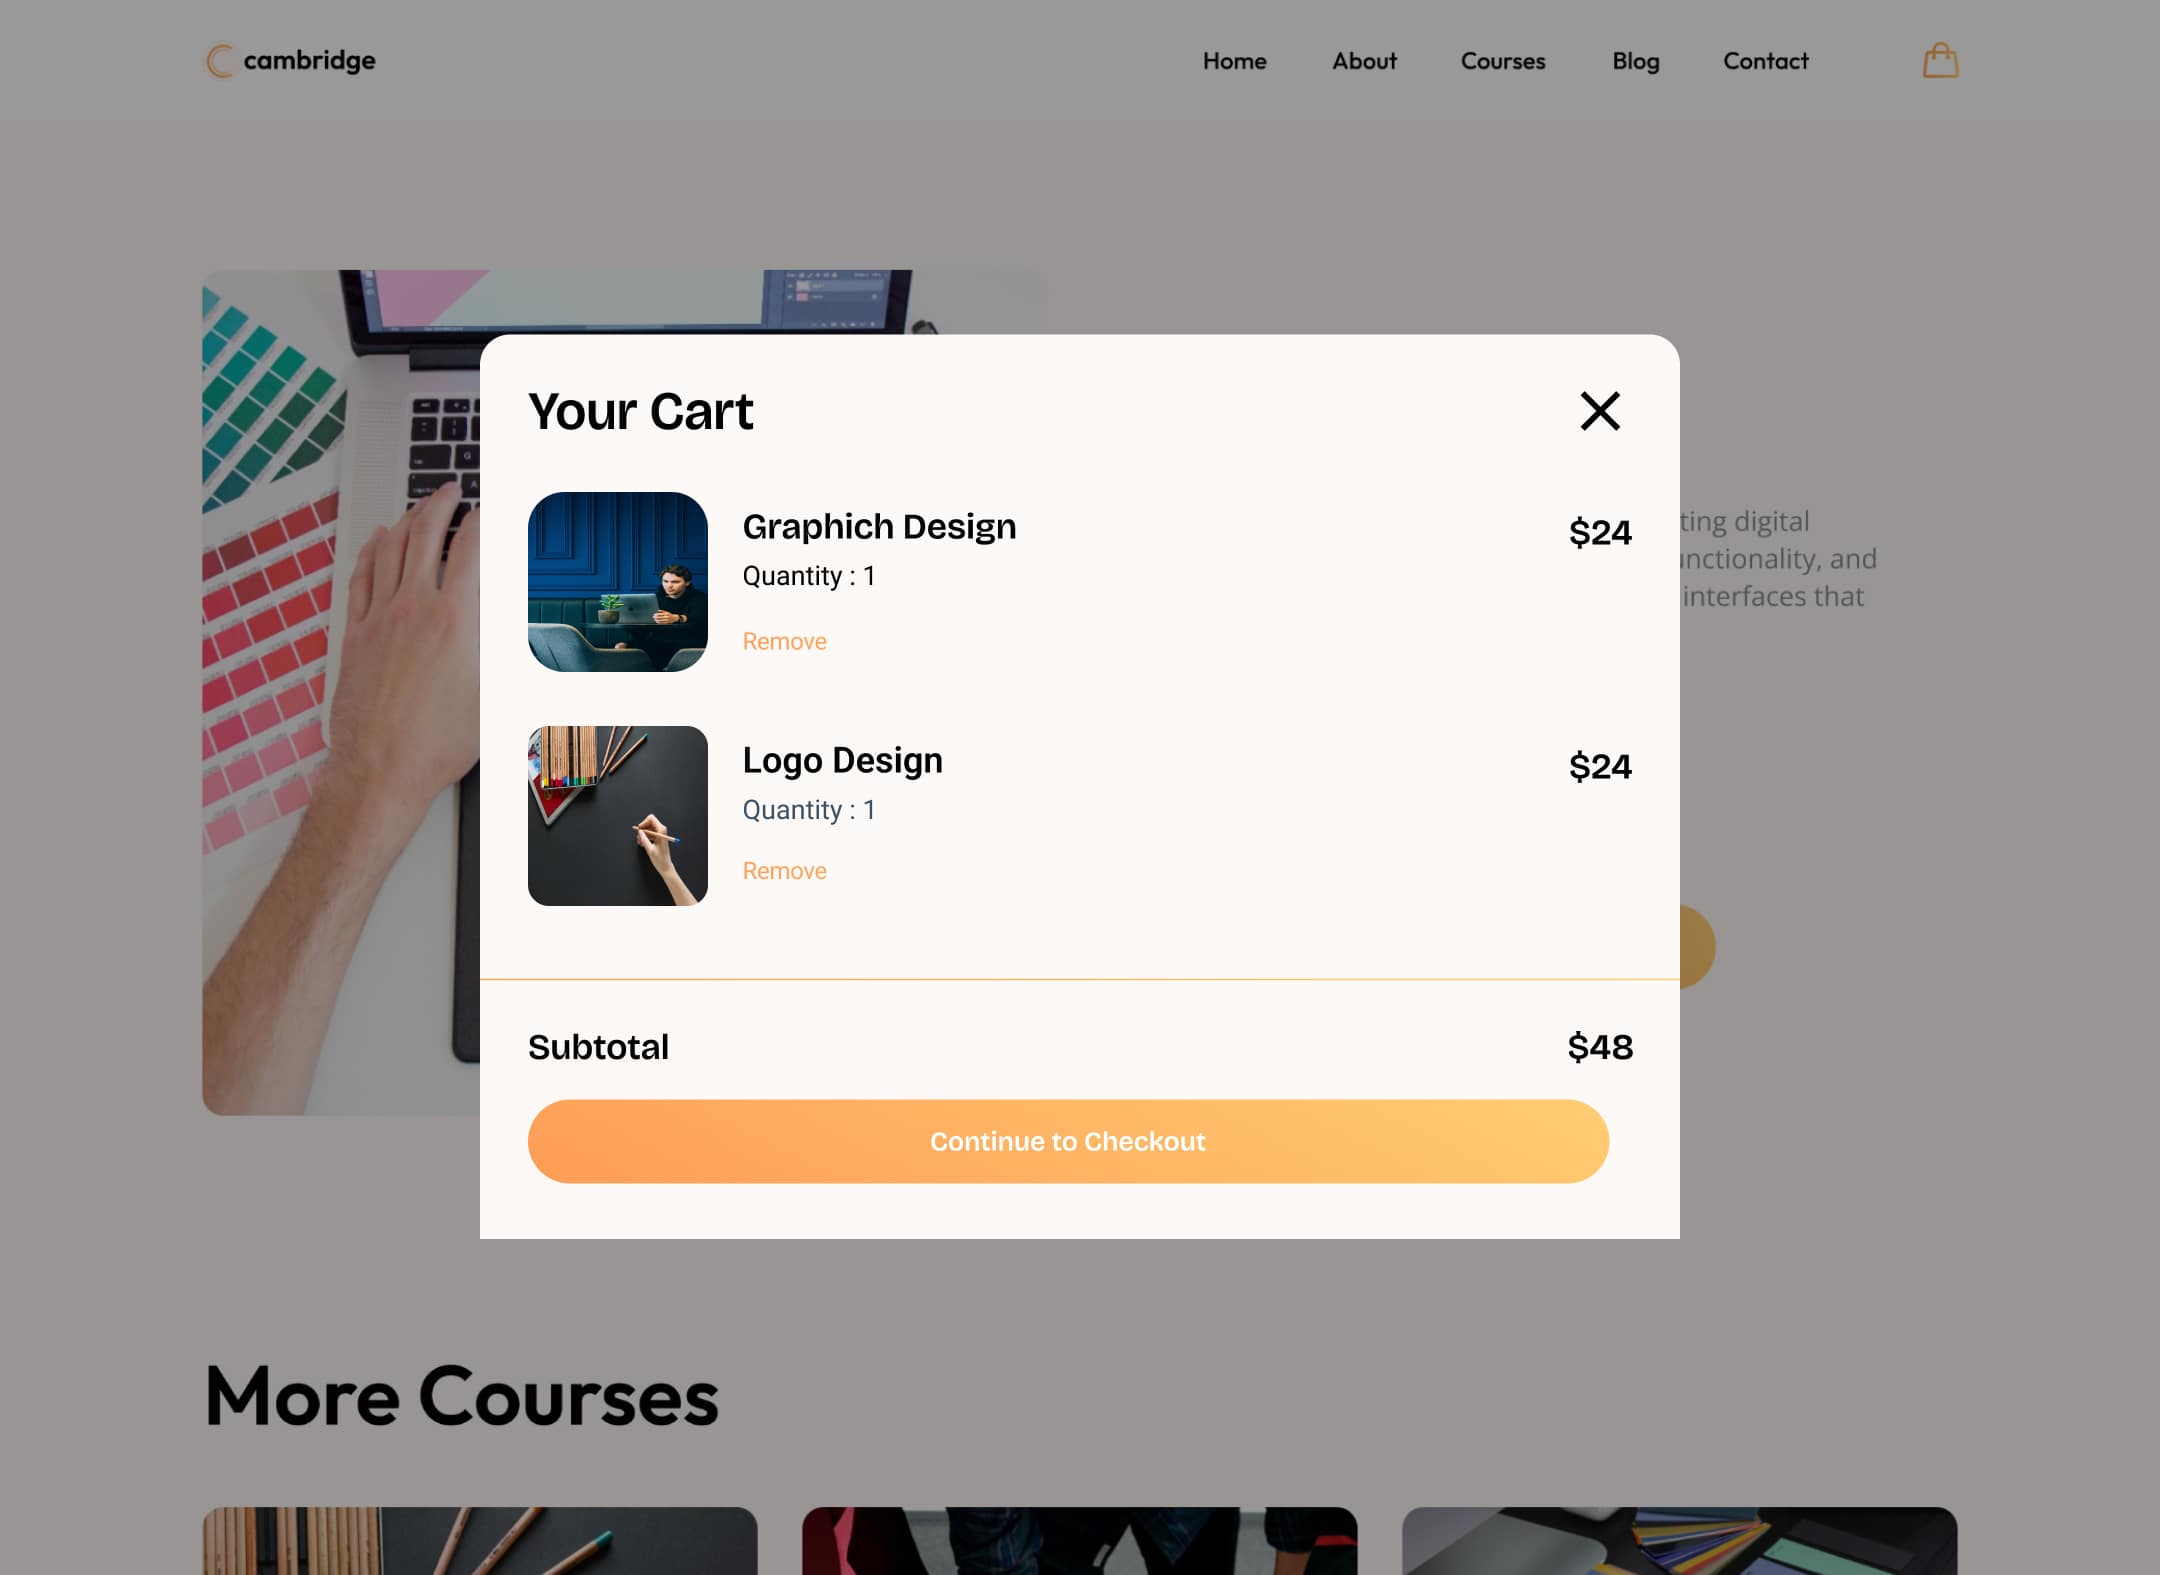 cambridge
Home
About
Courses
Blog
Contact
ting digital
unctionality, and
interfaces that
Your Cart
Graphich Design
$24
Quantity : 1
Remove
Logo Design
$24
Quantity : 1
Remove
Subtotal
$48
Continue to Checkout
More Courses